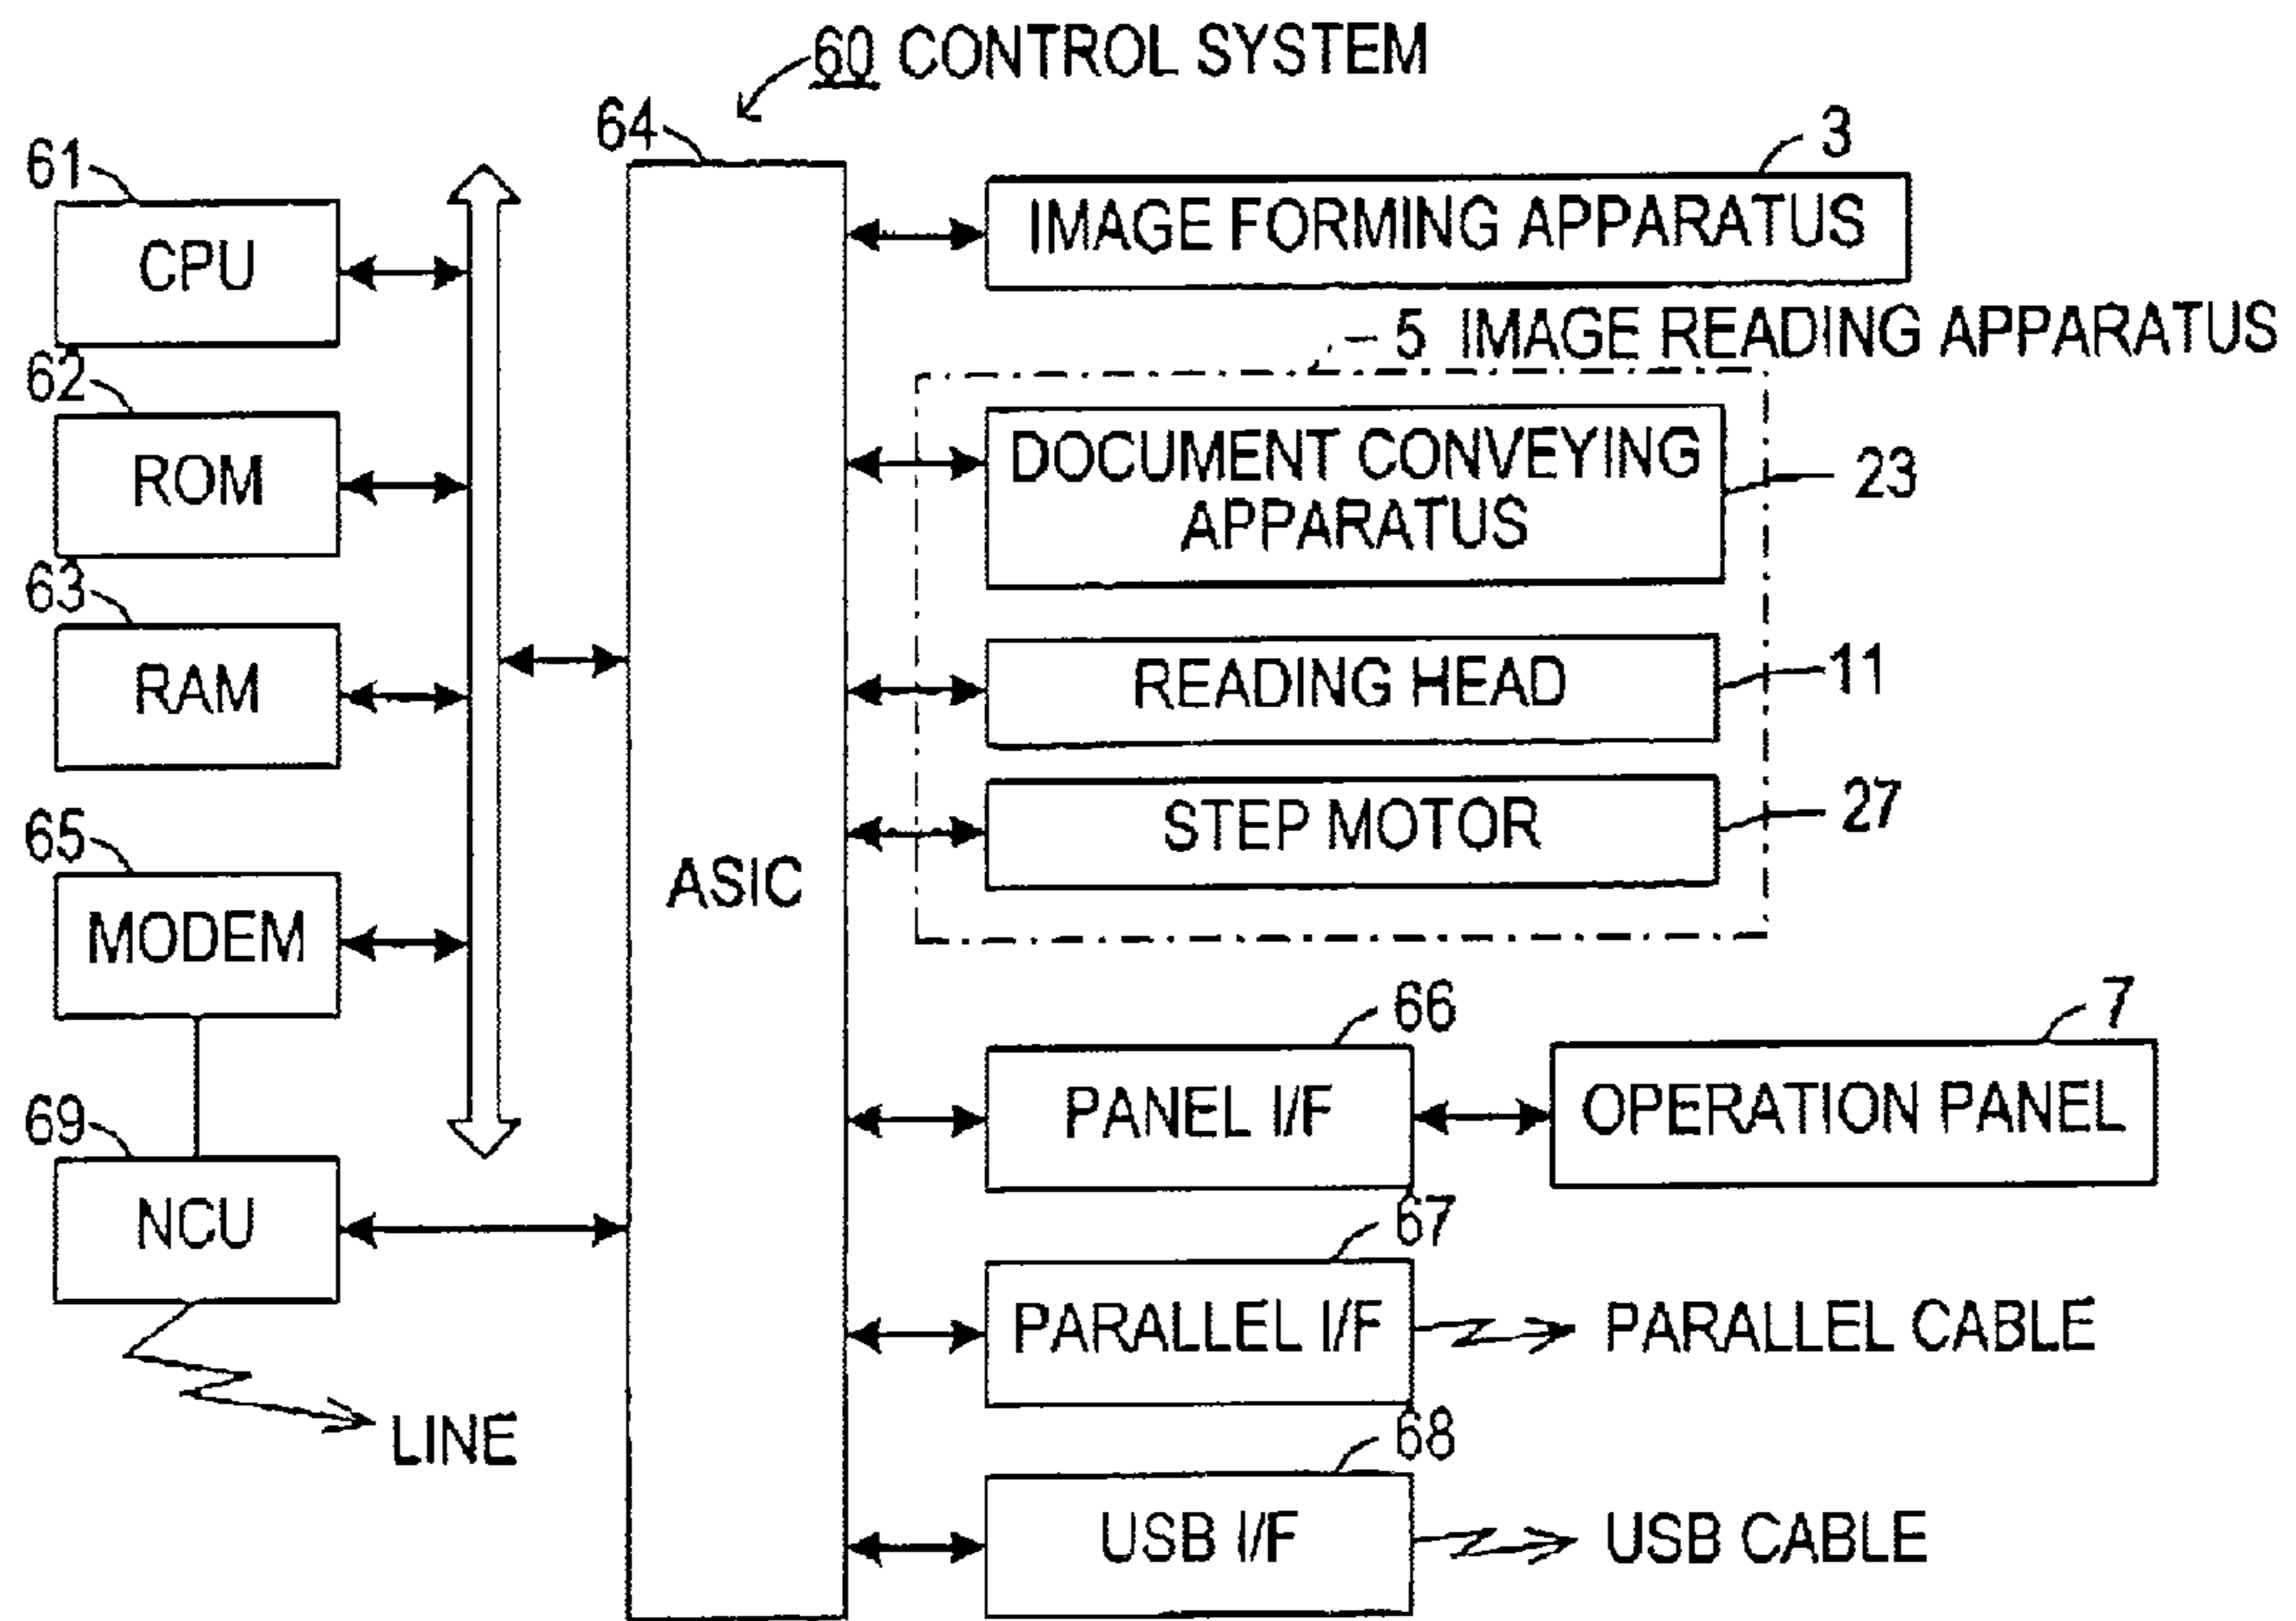 60 CONTROL SYSTEM
64
3
61
CPU
IMAGE FORMING APPARATUS
5 IMAGE READING APPARATUS
62
ROM
DOCUMENT CONVEYING
APPARATUS
23
63
RAM
READING HEAD
11
STEP MOTOR
27
65
MODEM
ASIC
66
7
PANEL I/F
OPERATION PANEL
69
NCU
67
PARALLEL I/F
PARALLEL CABLE
LINE
68
USB I/F
USB CABLE